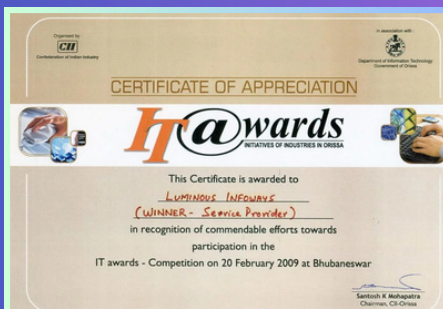 Organised by
CII
Confederation of Indian Industry
in association with
Department of Information Technology
Government of Orissa
CERTIFICATE OF APPRECIATION
IT@wards
INITIATIVES OF INDUSTRIES IN ORISSA
This Certificate is awarded to
LUMINOUS INFOWAYS
(WINNER - Service Provider)
in recognition of commendable efforts towards
participation in the
IT awards - Competition on 20 February 2009 at Bhubaneswar
Santosh K Mohapatra
Chairman, CII-Orissa